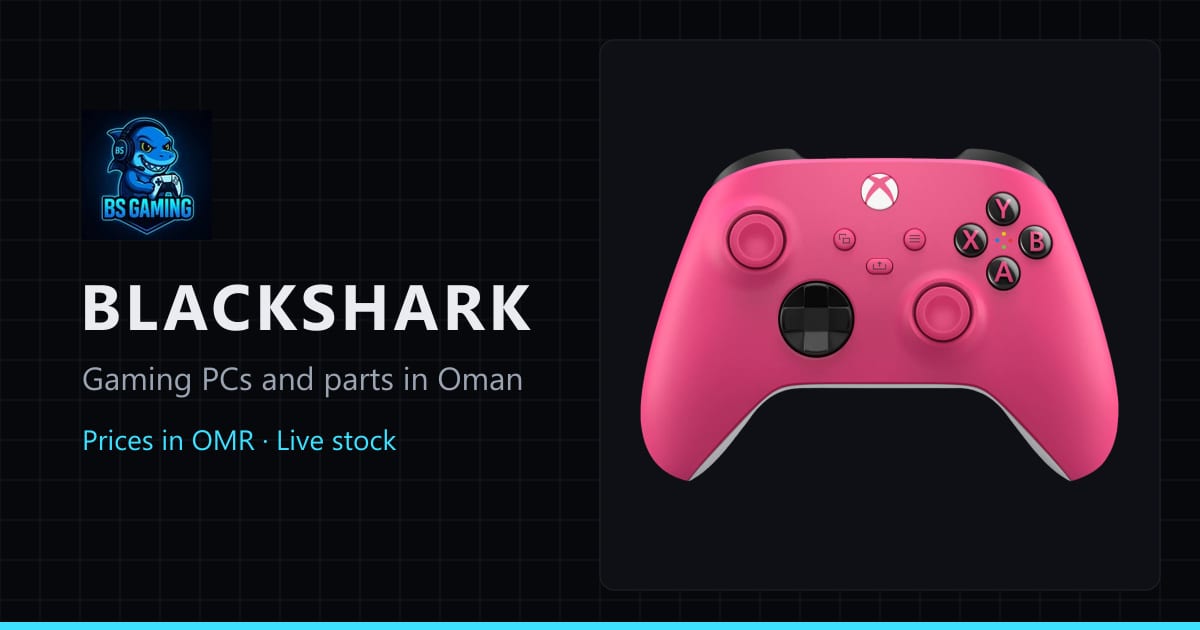 BS
BS GAMING
BLACKSHARK
Gaming PCs and parts in Oman
Prices in OMR · Live stock
Y
X
B
A